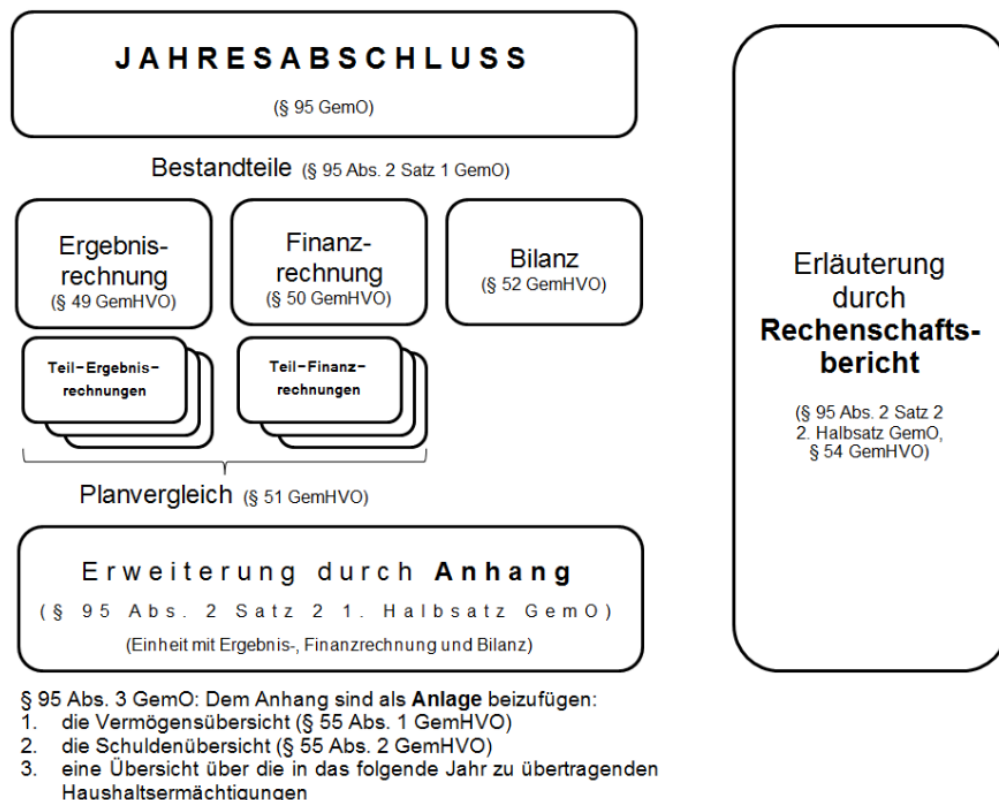 JAHRESABSCHLUSS
(§ 95 GemO)
Bestandteile (§ 95 Abs. 2 Satz 1 GemO)
Ergebnis-
rechnung
(§ 49 GemHVO)
Finanz-
rechnung
(§ 50 GemHVO)
Bilanz
(§ 52 GemHVO)
Teil-Ergebnis-
rechnungen
Teil-Finanz-
rechnungen
Planvergleich (§ 51 GemHVO)
Erweiterung durch Anhang
(§ 95 Abs. 2 Satz 2 1. Halbsatz GemO)
(Einheit mit Ergebnis-, Finanzrechnung und Bilanz)
§ 95 Abs. 3 GemO: Dem Anhang sind als Anlage beizufügen:
1. die Vermögensübersicht (§ 55 Abs. 1 GemHVO)
2. die Schuldenübersicht (§ 55 Abs. 2 GemHVO)
3. eine Übersicht über die in das folgende Jahr zu übertragenden
Haushaltsermächtigungen
Erläuterung
durch
Rechenschafts-
bericht
(§ 95 Abs. 2 Satz 2
2. Halbsatz GemO,
§ 54 GemHVO)